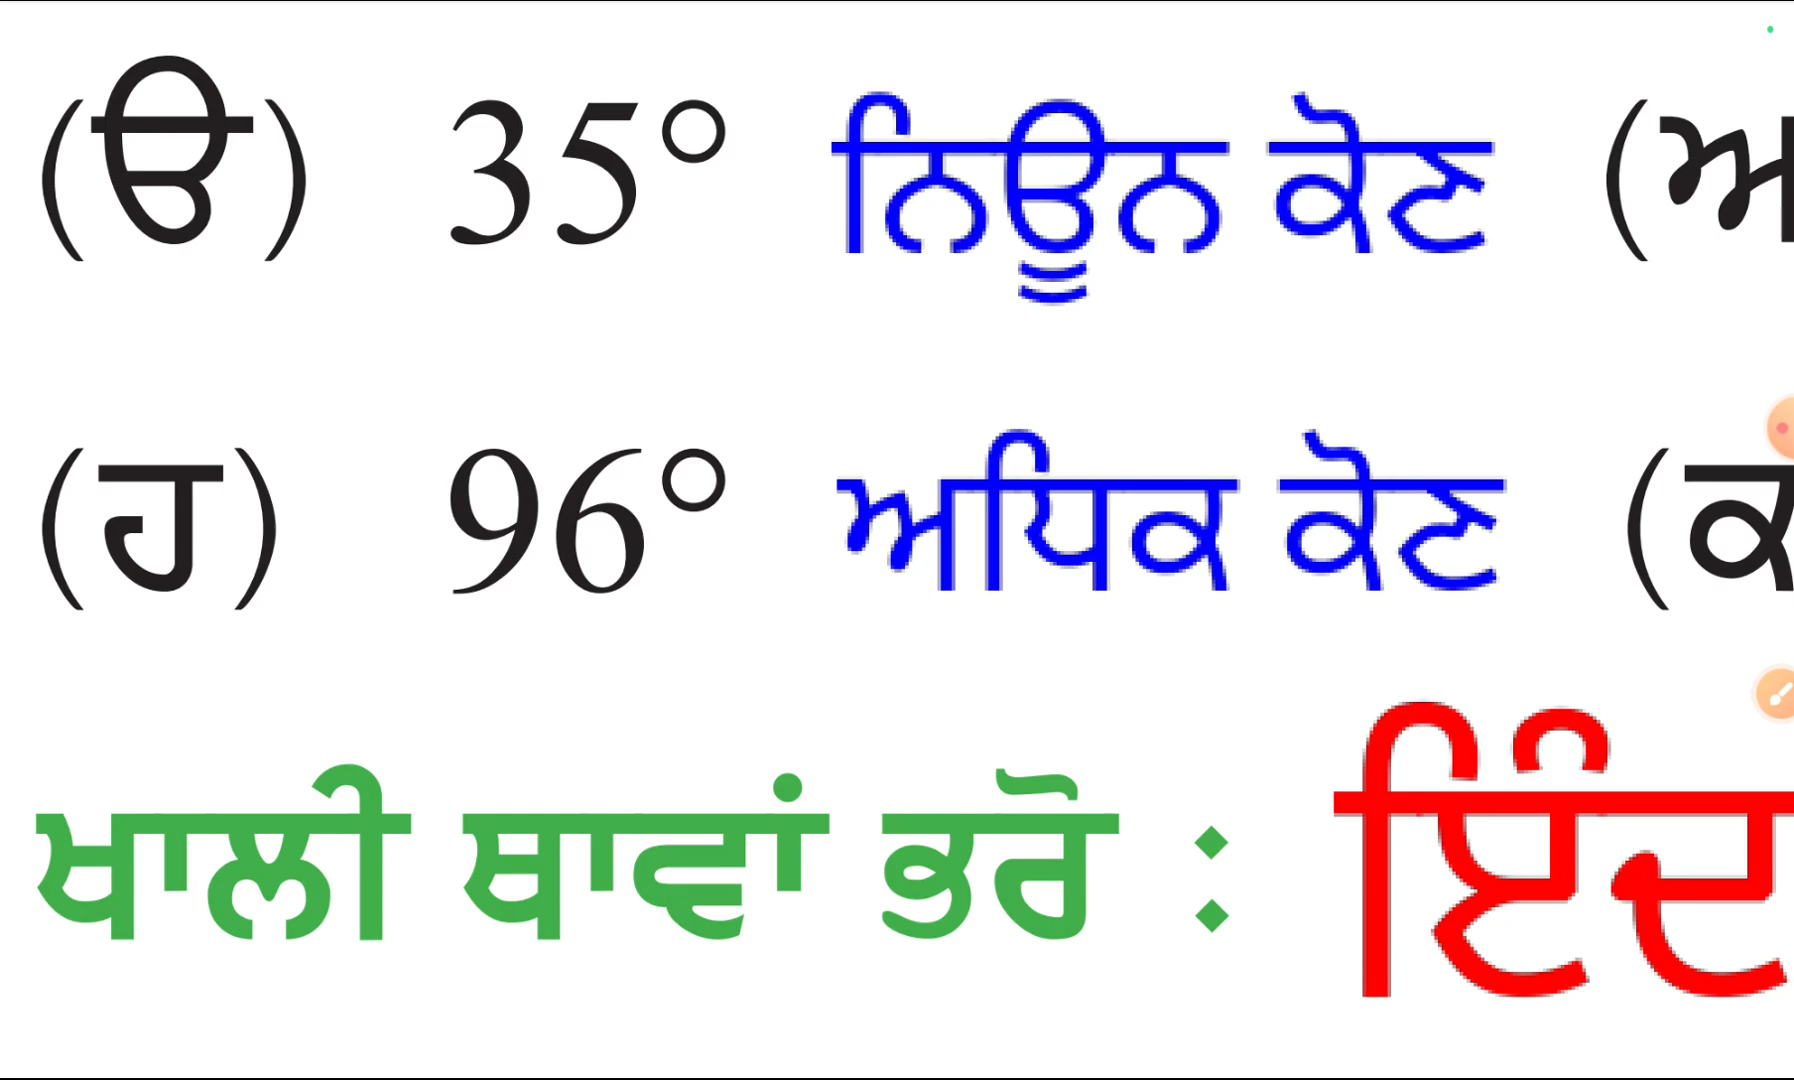 (ੳ) 35° ਨਿਊਨ ਕੋਣ (ਅ
(ਹ) 96° ਅਧਿਕ ਕੋਣ (ਕ
ਖਾਲੀ ਥਾਵਾਂ ਭਰੋ : ਇੰਦ